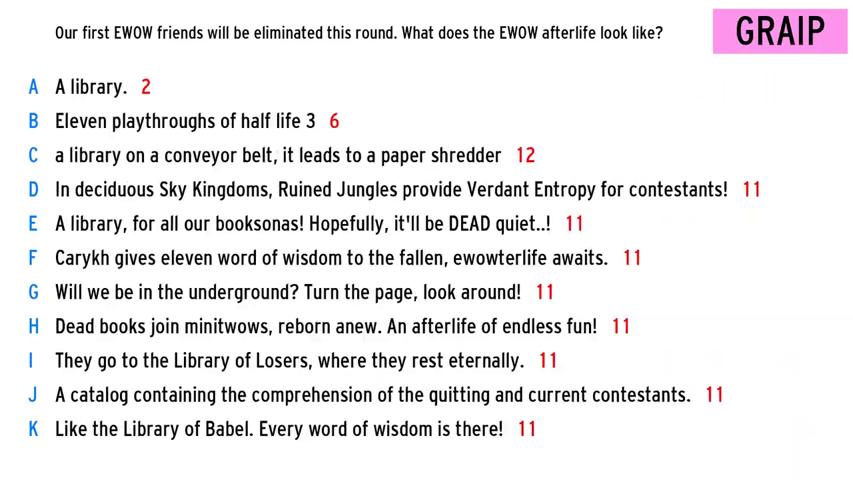 Our first EWOW friends will be eliminated this round. What does the EWOW afterlife look like?
GRAIP
A A library. 2
B Eleven playthroughs of half life 3 6
C a library on a conveyor belt, it leads to a paper shredder 12
D In deciduous Sky Kingdoms, Ruined Jungles provide Verdant Entropy for contestants! 11
E A library, for all our booksonas! Hopefully, it'll be DEAD quiet..! 11
F Carykh gives eleven word of wisdom to the fallen, ewowterlife awaits. 11
G Will we be in the underground? Turn the page, look around! 11
H Dead books join minitwows, reborn anew. An afterlife of endless fun! 11
I They go to the Library of Losers, where they rest eternally. 11
J A catalog containing the comprehension of the quitting and current contestants. 11
K Like the Library of Babel. Every word of wisdom is there! 11